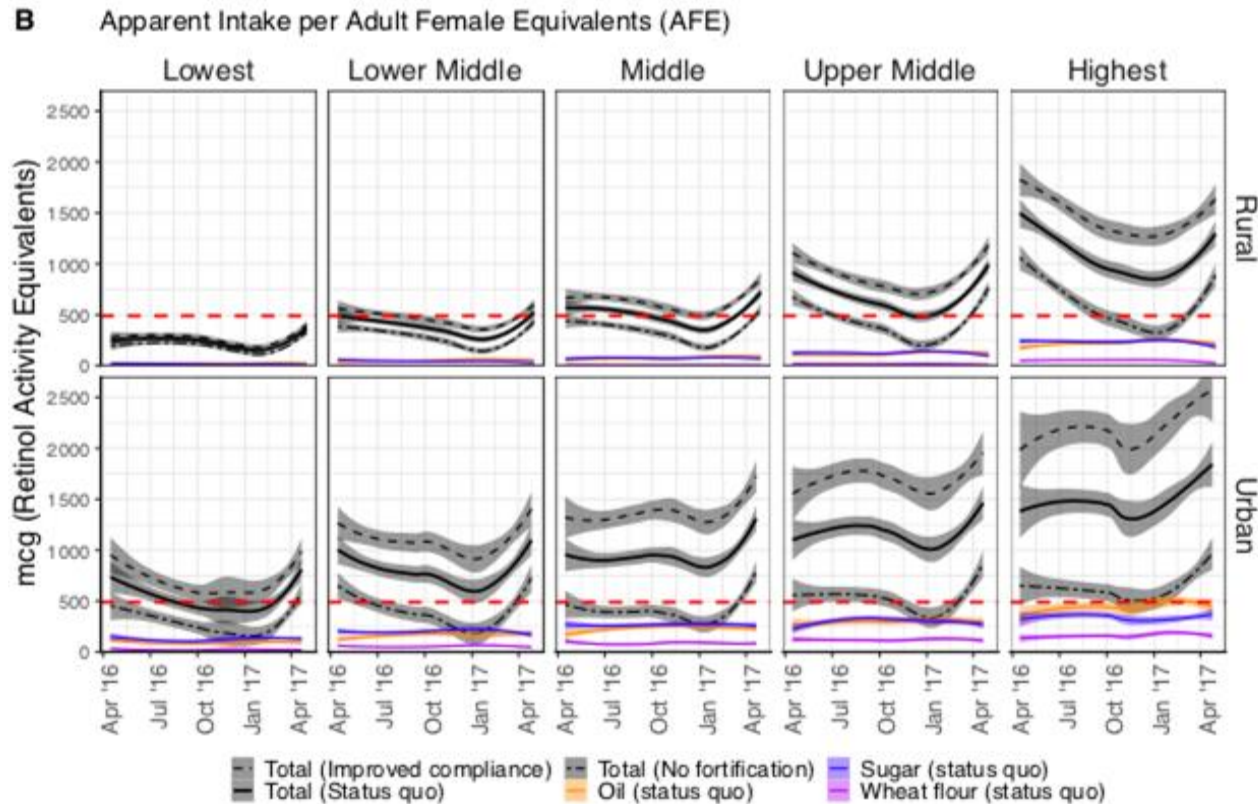 B Apparent Intake per Adult Female Equivalents (AFE)
Lowest Lower Middle Middle Upper Middle Highest
mcg (Retinol Activity Equivalents)
2500
2000
1500
1000
500
0
Rural
2500
2000
1500
1000
500
0
Urban
Apr '16 Jul '16 Oct '16 Jan '17 Apr '17 Apr '16 Jul '16 Oct '16 Jan '17 Apr '17 Apr '16 Jul '16 Oct '16 Jan '17 Apr '17 Apr '16 Jul '16 Oct '16 Jan '17 Apr '17 Apr '16 Jul '16 Oct '16 Jan '17 Apr '17
Total (Improved compliance) Total (No fortification) Sugar (status quo)
Total (Status quo) Oil (status quo) Wheat flour (status quo)